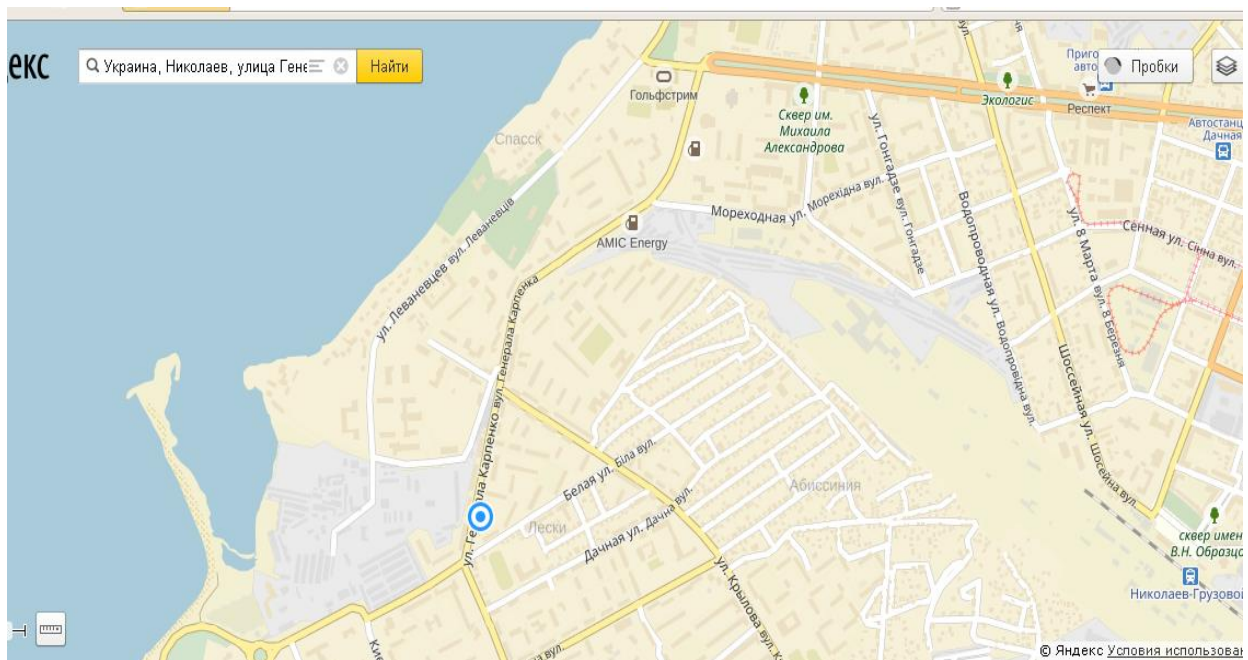 екс
Украина, Николаев, улица Гене
Найти
Пробки
Гольфстрим
Спасск
Сквер им.
Михаила
Александрова
Экологис
Респект
Автостанц
Дачная
ул. Гонгадзе вул. Гонгадзе
Мореходная ул. Морехідна вул.
Водопроводная ул. Водопровідна вул.
ул. 8 Марта вул. 8 Березня
Сенная ул. Сінна вул.
AMIC Energy
ул. Леваневцев вул. Леваневців
ул. Генерала Карпенко вул. Генерала Карпенка
Шоссейная ул. Шосейна вул.
Белая ул. Біла вул.
Абиссиния
Лески
Дачная ул. Дачна вул.
ул. Крылова вул. К
сквер имен
В.Н. Образцо
Николаев-Грузовой
Кие
© Яндекс Условия использован